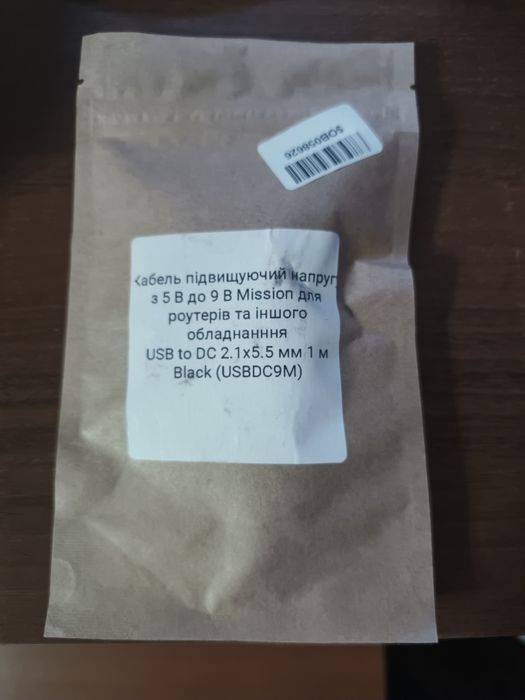 SOB058626
Кабель підвищуючий напруг
з 5 В до 9 В Mission для
роутерів та іншого
обладнанння
USB to DC 2.1x5.5 мм 1 м
Black (USBDC9M)